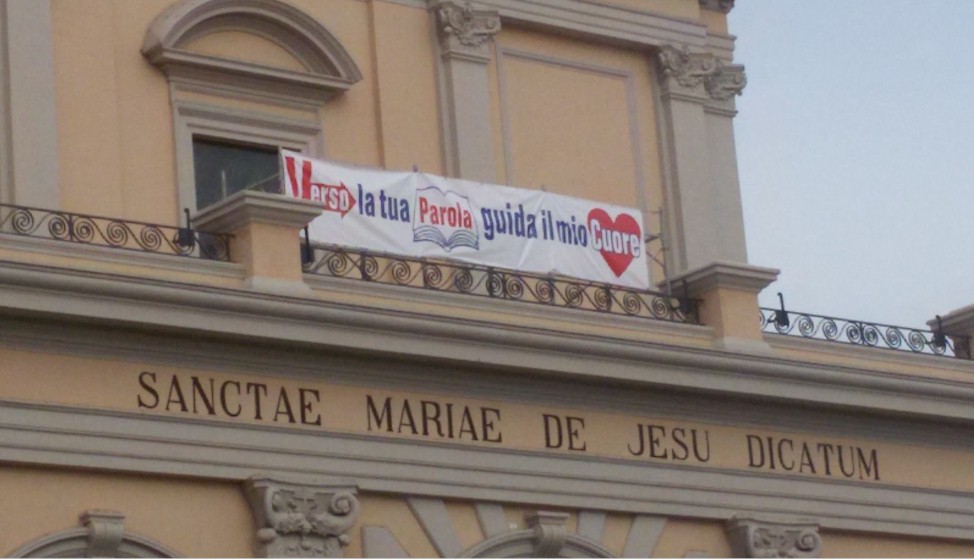 Verso la tua Parola guida il mio Cuore
SANCTAE MARIAE DE JESU DICATUM